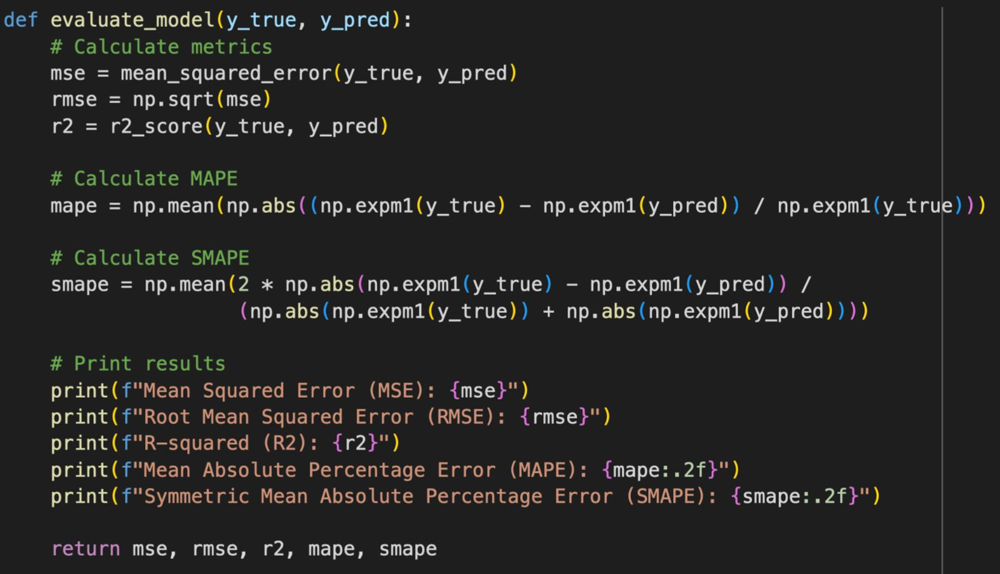 def evaluate_model(y_true, y_pred):
    # Calculate metrics
    mse = mean_squared_error(y_true, y_pred)
    rmse = np.sqrt(mse)
    r2 = r2_score(y_true, y_pred)

    # Calculate MAPE
    mape = np.mean(np.abs((np.expm1(y_true) - np.expm1(y_pred)) / np.expm1(y_true)))

    # Calculate SMAPE
    smape = np.mean(2 * np.abs(np.expm1(y_true) - np.expm1(y_pred)) /
                    (np.abs(np.expm1(y_true)) + np.abs(np.expm1(y_pred))))

    # Print results
    print(f"Mean Squared Error (MSE): {mse}")
    print(f"Root Mean Squared Error (RMSE): {rmse}")
    print(f"R-squared (R2): {r2}")
    print(f"Mean Absolute Percentage Error (MAPE): {mape:.2f}")
    print(f"Symmetric Mean Absolute Percentage Error (SMAPE): {smape:.2f}")

    return mse, rmse, r2, mape, smape